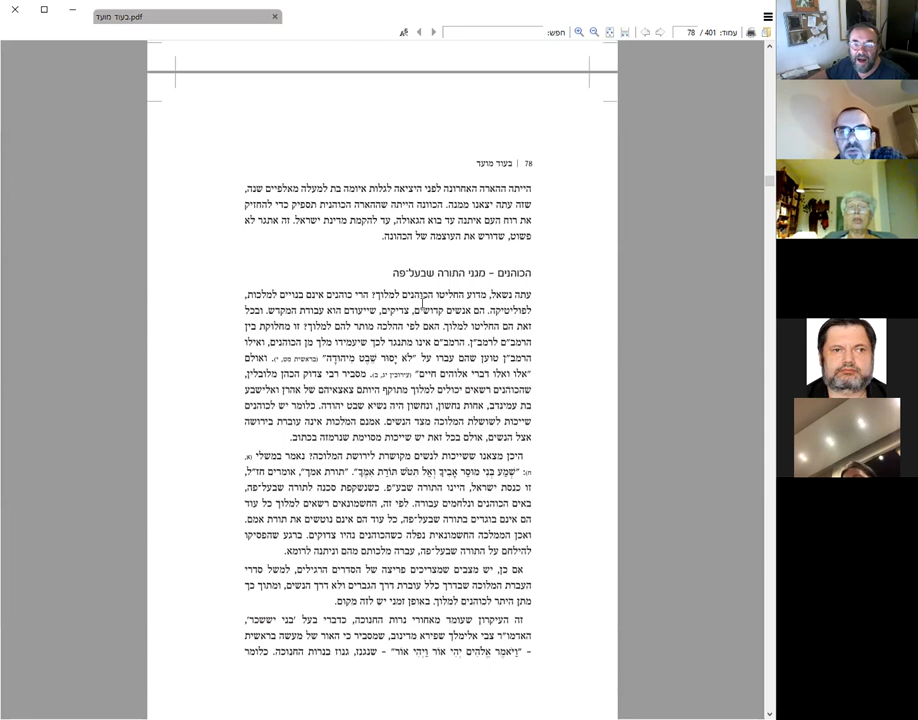 בעוד מועד.pdf
עמוד: 78 / 401
חפש:
78 | בעוד מועד
הייתה ההארה האחרונה לפני היציאה לגלות איומה בת למעלה מאלפיים שנה,
שזה עתה יצאנו ממנה. הכוונה הייתה שההארה הכוהנית תספיק כדי להחזיק
את רוח העם איתנה עד בוא הגאולה, עד להקמת מדינת ישראל. זה אתגר לא
פשוט, שדורש את העוצמה של הכהונה.
הכוהנים – מגני התורה שבעל־פה
עתה נשאל, מדוע החליטו הכוהנים למלוך? הרי כוהנים אינם בנויים למלכות,
לפוליטיקה. הם אנשים קדושים, צדיקים, שייעודם הוא עבודת המקדש. ובכל
זאת הם החליטו למלוך. האם לפי ההלכה מותר להם למלוך? זו מחלוקת בין
הרמב"ם לרמב"ן. הרמב"ם אינו מתנגד לכך שיעמידו מלך מן הכוהנים, ואילו
הרמב"ן טוען שהם עברו על "לֹא יָסוּר שֵׁבֶט מִיהוּדָה" (בראשית מט, י). ואולם
"אלו ואלו דברי אלוהים חיים" (עירובין יג, ב). מסביר רבי צדוק הכהן מלובלין,
שהכוהנים רשאים יכולים למלוך מתוקף היותם צאצאיהם של אהרן ואלישבע
בת עמינדב, אחות נחשון, ונחשון היה נשיא שבט יהודה. כלומר יש לכוהנים
שייכות לשושלת המלוכה מצד הנשים. אמנם המלכות אינה עוברת בירושה
אצל הנשים, אולם בכל זאת יש שייכות מסוימת שנרמזה בכתוב.
היכן מצאנו ששייכות לנשים מקושרת לירושת המלוכה? נאמר במשלי (א,
ח): "שְׁמַע בְּנִי מוּסַר אָבִיךָ וְאַל תִּטֹּשׁ תּוֹרַת אִמֶּךָ". "תורת אמך", אומרים חז"ל,
זו כנסת ישראל, היינו התורה שבע"פ. כשנשקפת סכנה לתורה שבעל־פה,
באים הכוהנים ונלחמים עבורה. לפי זה, החשמונאים רשאים למלוך כל עוד
הם אינם בוגדים בתורה שבעל־פה, כל עוד הם אינם נוטשים את תורת אמם.
ואכן הממלכה החשמונאית נפלה כשהכוהנים נהיו צדוקים. ברגע שהפסיקו
להילחם על התורה שבעל־פה, עברה מלכותם מהם וניתנה לרומא.
אם כן, יש מצבים שמצריכים פריצה של הסדרים הרגילים, למשל סדרי
העברת המלוכה שבדרך כלל עוברת דרך הגברים ולא דרך הנשים, ומתוך כך
מתן היתר לכוהנים למלוך. באופן זמני יש לזה מקום.
זה העיקרון שעומד מאחורי נרות החנוכה, כדברי בעל 'בני יששכר',
האדמו"ר צבי אלימלך שפירא מדינוב, שמסביר כי האור של מעשה בראשית
– "וַיֹּאמֶר אֱלֹהִים יְהִי אוֹר וַיְהִי אוֹר" – שנגנז, גנוז בנרות החנוכה. כלומר